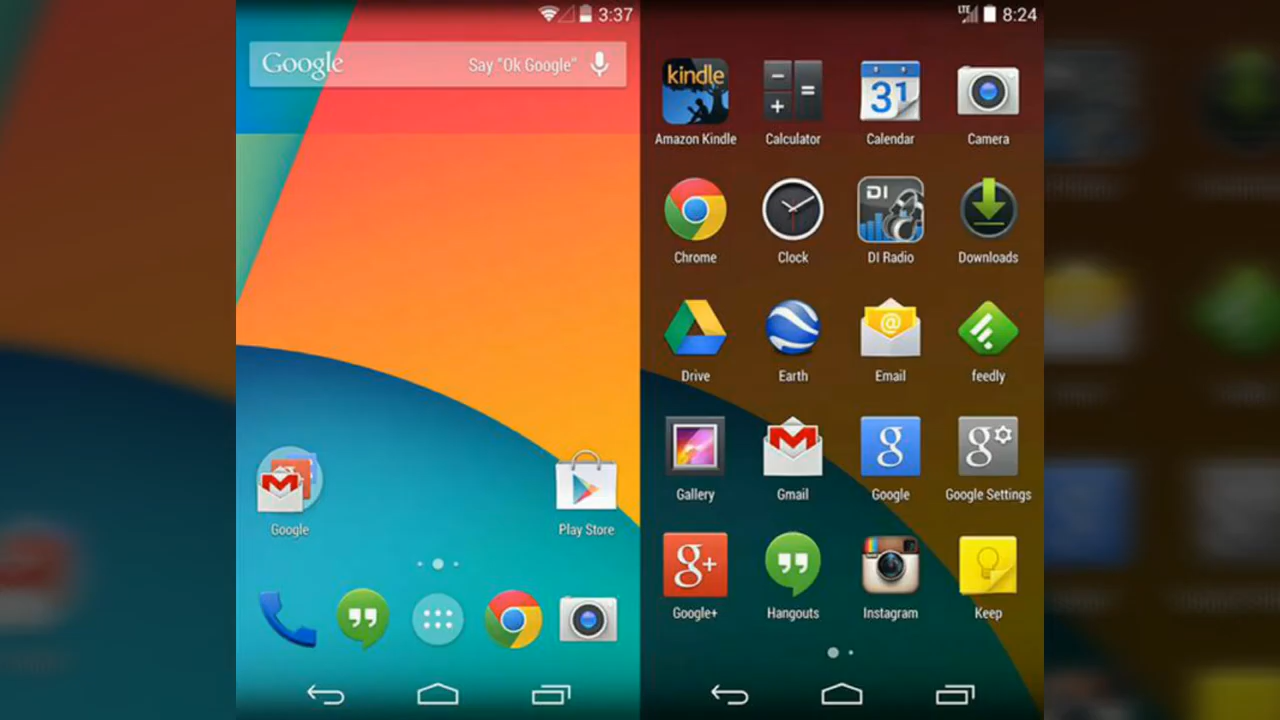 3:37
Google Say "Ok Google"
Google Play Store
LTE 8:24
kindle
Amazon Kindle Calculator Calendar Camera
31
DI
Chrome Clock DI Radio Downloads
Drive Earth Email feedly
Gallery Gmail Google Google Settings
g+
Google+ Hangouts Instagram Keep